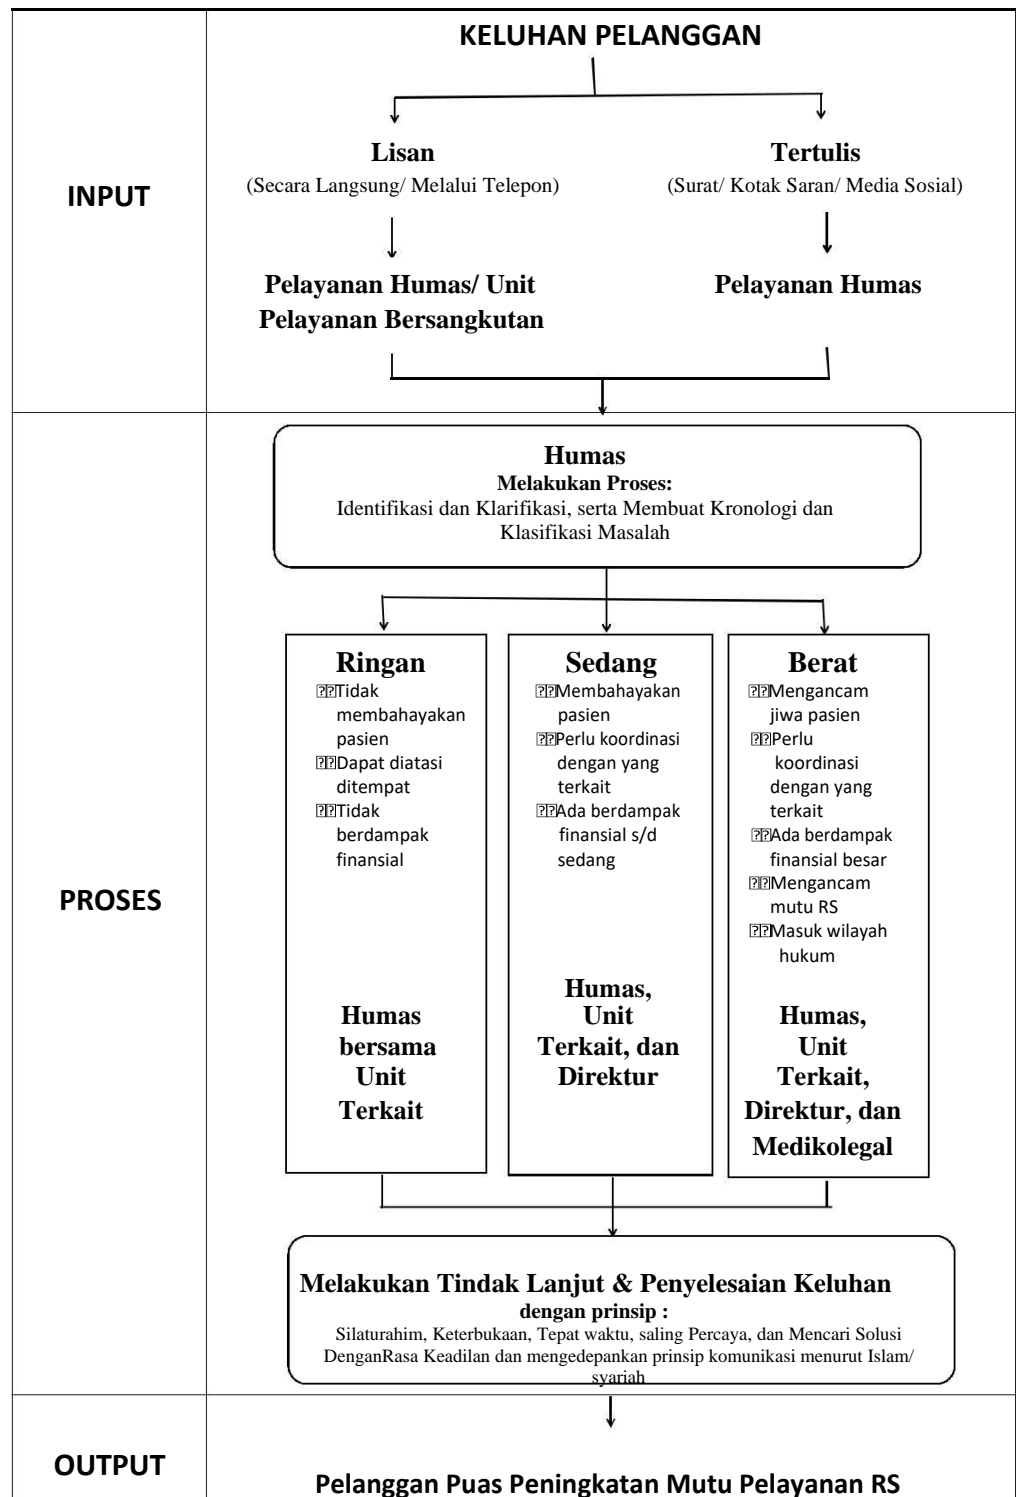 KELUHAN PELANGGAN
INPUT
Lisan
(Secara Langsung/ Melalui Telepon)
Tertulis
(Surat/ Kotak Saran/ Media Sosial)
Pelayanan Humas/ Unit
Pelayanan Bersangkutan
Pelayanan Humas
PROSES
Humas
Melakukan Proses:
Identifikasi dan Klarifikasi, serta Membuat Kronologi dan
Klasifikasi Masalah
Ringan
⍰⍰Tidak
membahayakan
pasien
⍰⍰Dapat diatasi
ditempat
⍰⍰Tidak
berdampak
finansial
Humas
bersama
Unit
Terkait
Sedang
⍰⍰Membahayakan
pasien
⍰⍰Perlu koordinasi
dengan yang
terkait
⍰⍰Ada berdampak
finansial s/d
sedang
Humas,
Unit
Terkait, dan
Direktur
Berat
⍰⍰Mengancam
jiwa pasien
⍰⍰Perlu
koordinasi
dengan yang
terkait
⍰⍰Ada berdampak
finansial besar
⍰⍰Mengancam
mutu RS
⍰⍰Masuk wilayah
hukum
Humas,
Unit
Terkait,
Direktur, dan
Medikolegal
Melakukan Tindak Lanjut & Penyelesaian Keluhan
dengan prinsip :
Silaturahim, Keterbukaan, Tepat waktu, saling Percaya, dan Mencari Solusi
DenganRasa Keadilan dan mengedepankan prinsip komunikasi menurut Islam/
syariah
OUTPUT
Pelanggan Puas Peningkatan Mutu Pelayanan RS